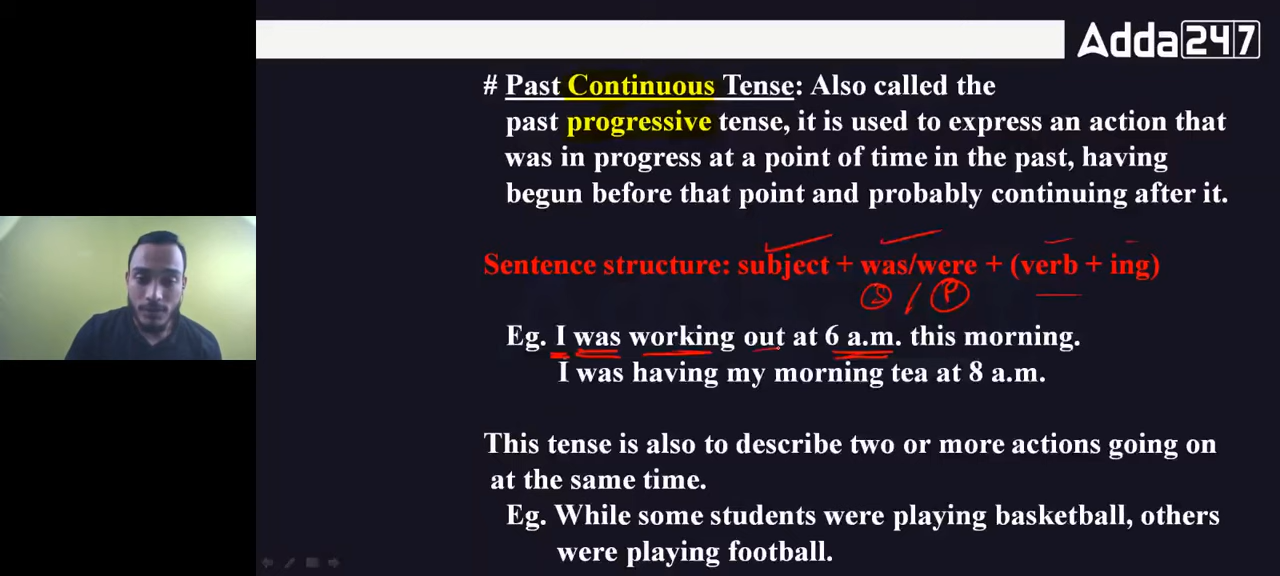 Adda247
# Past Continuous Tense: Also called the
past progressive tense, it is used to express an action that
was in progress at a point of time in the past, having
begun before that point and probably continuing after it.
Sentence structure: subject + was/were + (verb + ing)
S / P
Eg. I was working out at 6 a.m. this morning.
I was having my morning tea at 8 a.m.
This tense is also to describe two or more actions going on
at the same time.
Eg. While some students were playing basketball, others
were playing football.